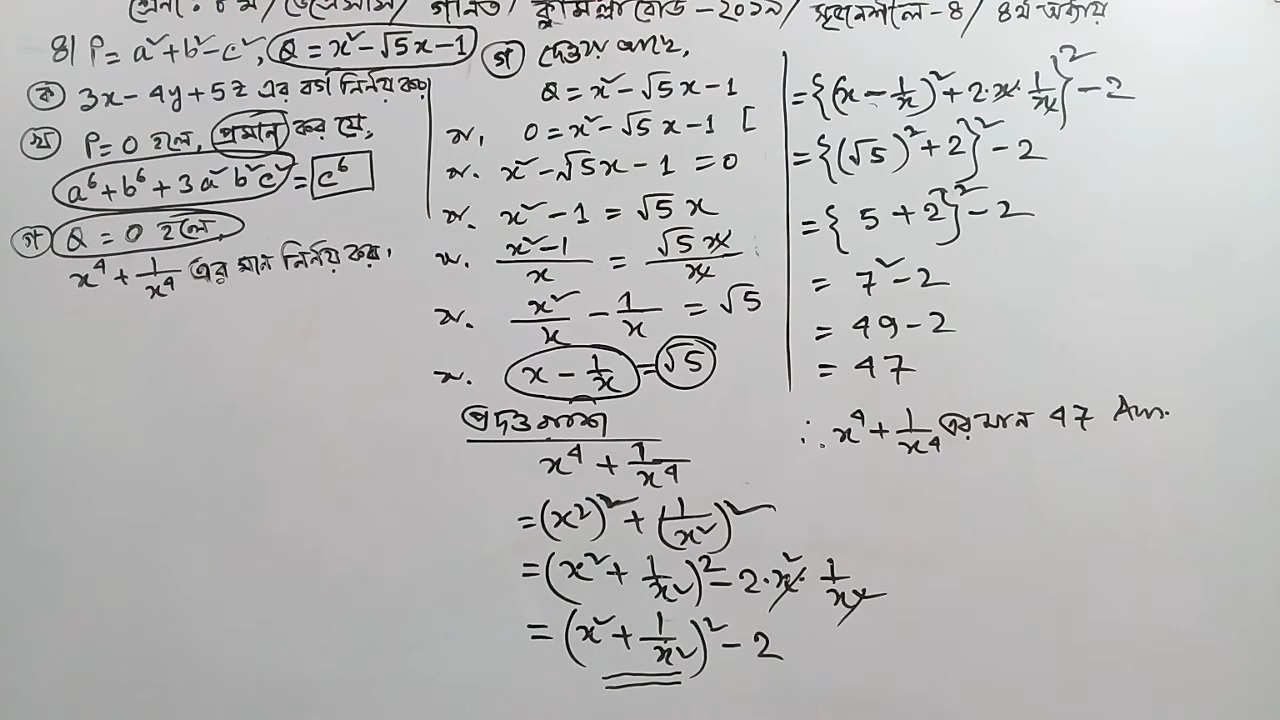 ৪। P = a² + b² - c², Q = x² - √5x - 1
ক 3x - 4y + 5z এর বর্গ নির্ণয় কর।
খ P = 0 হলে, প্রমান কর যে,
a⁶ + b⁶ + 3a²b²c² = c⁶
গ Q = 0 হলে,
x⁴ + 1/x⁴ এর মান নির্নয় কর।
গ দেওয়া আছে,
Q = x² - √5x - 1
বা, 0 = x² - √5x - 1 [
বা, x² - √5x - 1 = 0
বা, x² - 1 = √5x
বা, (x² - 1)/x = √5x/x
বা, x²/x - 1/x = √5
বা, x - 1/x = √5
প্রদত্ত রাশি
x⁴ + 1/x⁴
= (x²)² + (1/x²)²
= (x² + 1/x²)² - 2·x²·1/x²
= (x² + 1/x²)² - 2
= {(x - 1/x)² + 2·x·1/x}² - 2
= {(√5)² + 2}² - 2
= {5 + 2}² - 2
= 7² - 2
= 49 - 2
= 47
∴ x⁴ + 1/x⁴ এর মান 47 Ans.